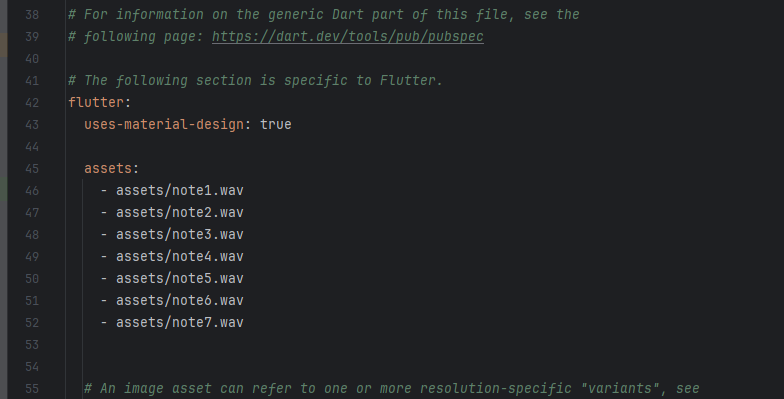 38 # For information on the generic Dart part of this file, see the
39 # following page: https://dart.dev/tools/pub/pubspec
40
41 # The following section is specific to Flutter.
42 flutter:
43   uses-material-design: true
44
45   assets:
46     - assets/note1.wav
47     - assets/note2.wav
48     - assets/note3.wav
49     - assets/note4.wav
50     - assets/note5.wav
51     - assets/note6.wav
52     - assets/note7.wav
53
54
55   # An image asset can refer to one or more resolution-specific "variants", see